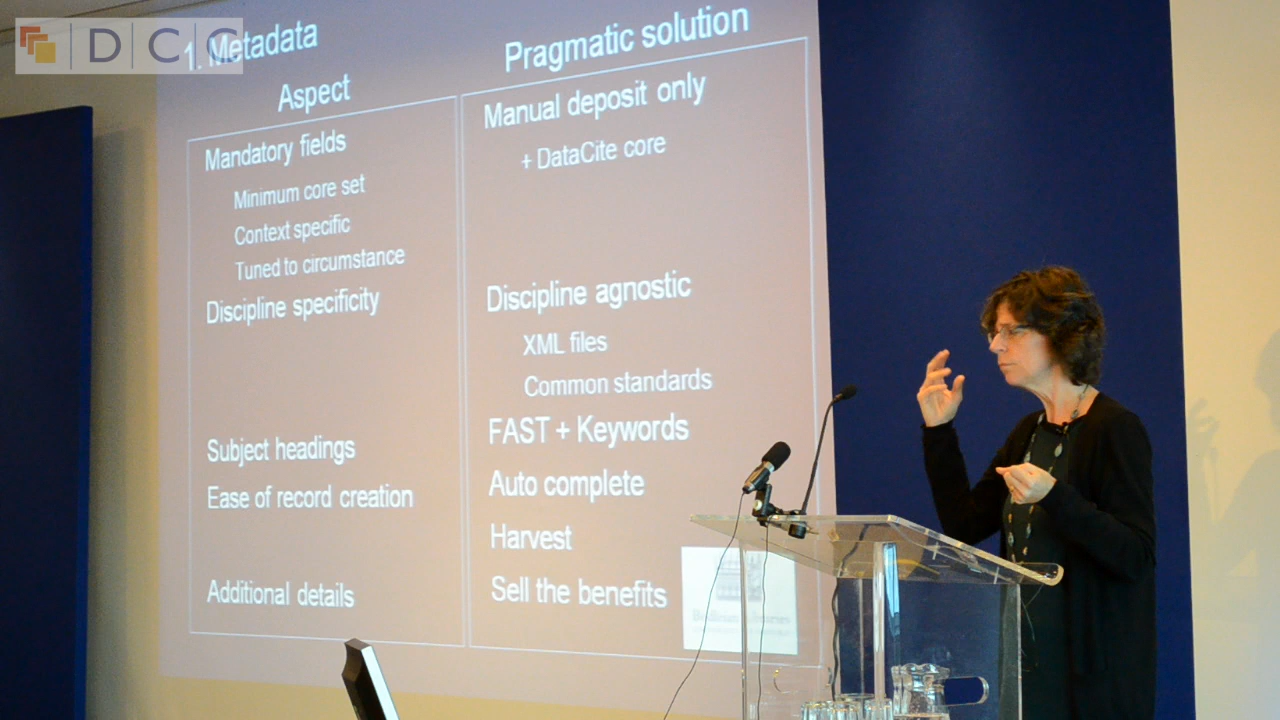 DCC
1. Metadata
Aspect
Pragmatic solution
Mandatory fields
Minimum core set
Context specific
Tuned to circumstance
Discipline specificity
Subject headings
Ease of record creation
Additional details
Manual deposit only
+ DataCite core
Discipline agnostic
XML files
Common standards
FAST + Keywords
Auto complete
Harvest
Sell the benefits
Bodleian Libraries